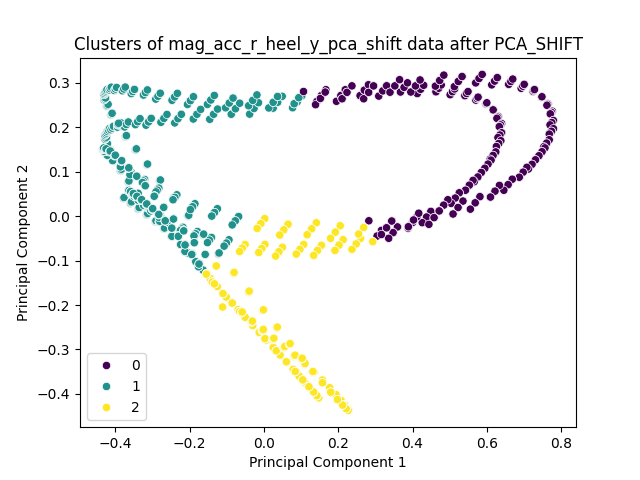 Clusters of mag_acc_r_heel_y_pca_shift data after PCA_SHIFT
Principal Component 2
0.3
0.2
0.1
0.0
−0.1
−0.2
−0.3
−0.4
0
1
2
−0.4 −0.2 0.0 0.2 0.4 0.6 0.8
Principal Component 1